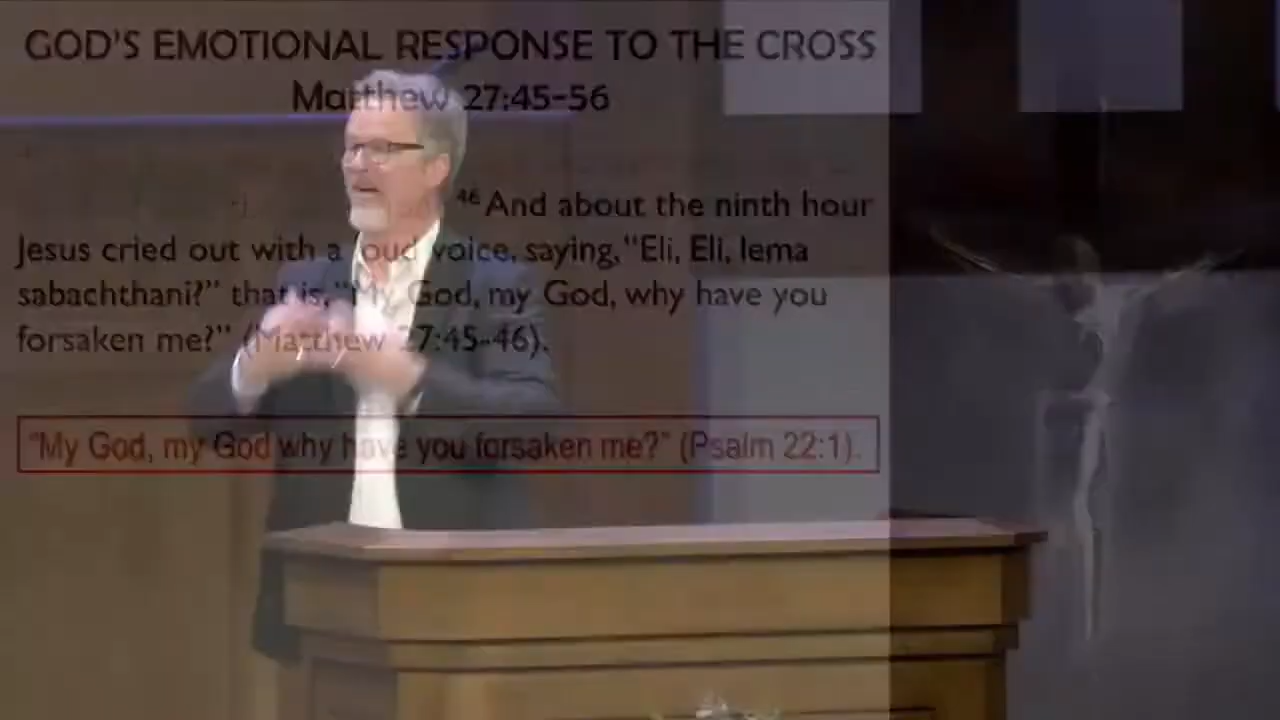 GOD'S EMOTIONAL RESPONSE TO THE CROSS
Matthew 27:45-56
46 And about the ninth hour
Jesus cried out with a loud voice, saying, "Eli, Eli, lema
sabachthani?" that is, "My God, my God, why have you
forsaken me?" (Matthew 27:45-46).
"My God, my God why have you forsaken me?" (Psalm 22:1).